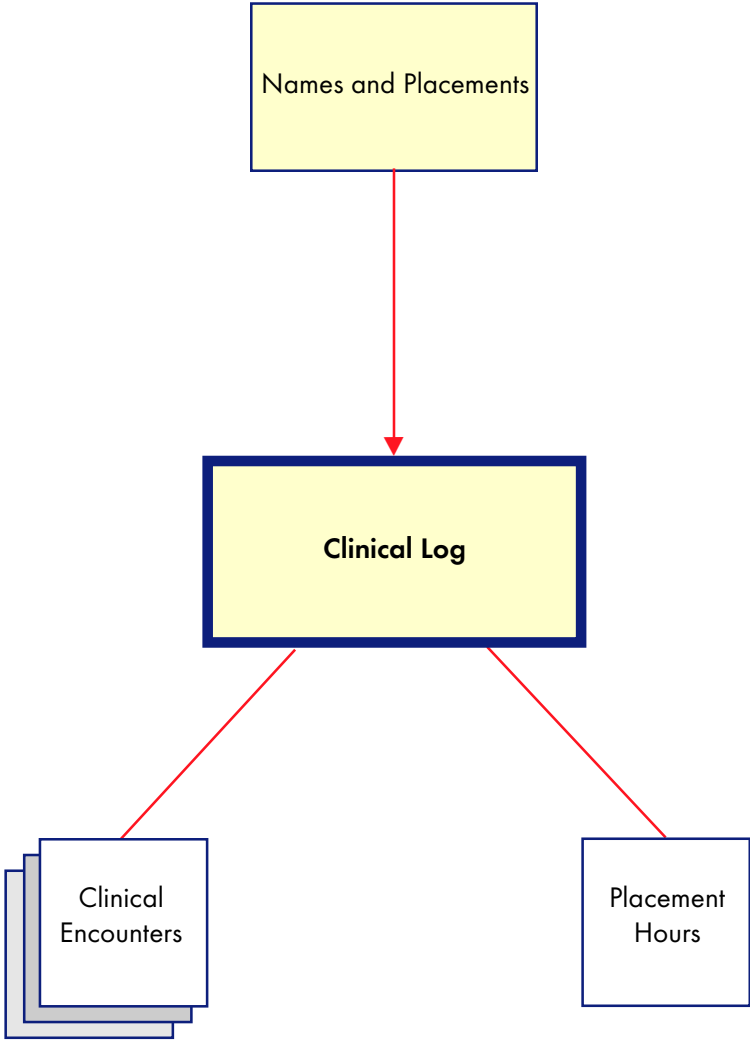 Names and Placements
Clinical Log
Clinical
Encounters
Placement
Hours